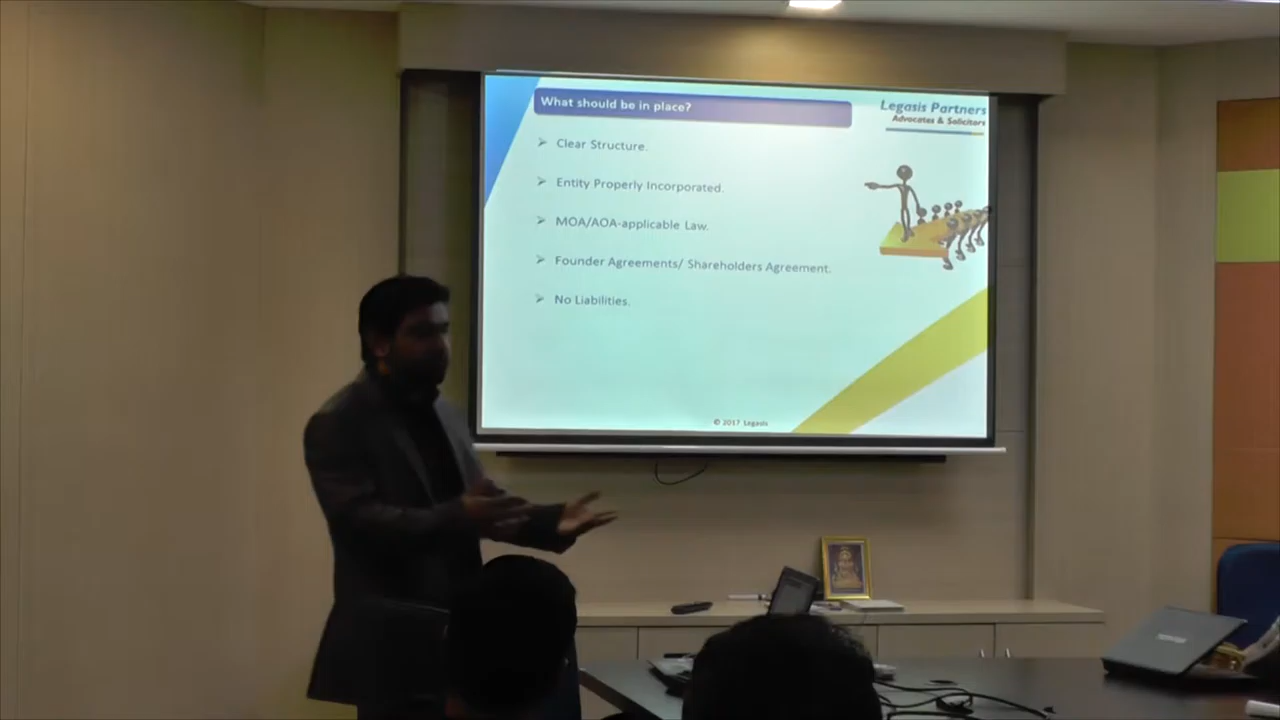 What should be in place?
Legasis Partners
Advocates & Solicitors
➢ Clear Structure.
➢ Entity Properly Incorporated.
➢ MOA/AOA-applicable Law.
➢ Founder Agreements/ Shareholders Agreement.
➢ No Liabilities.
© 2017 Legasis